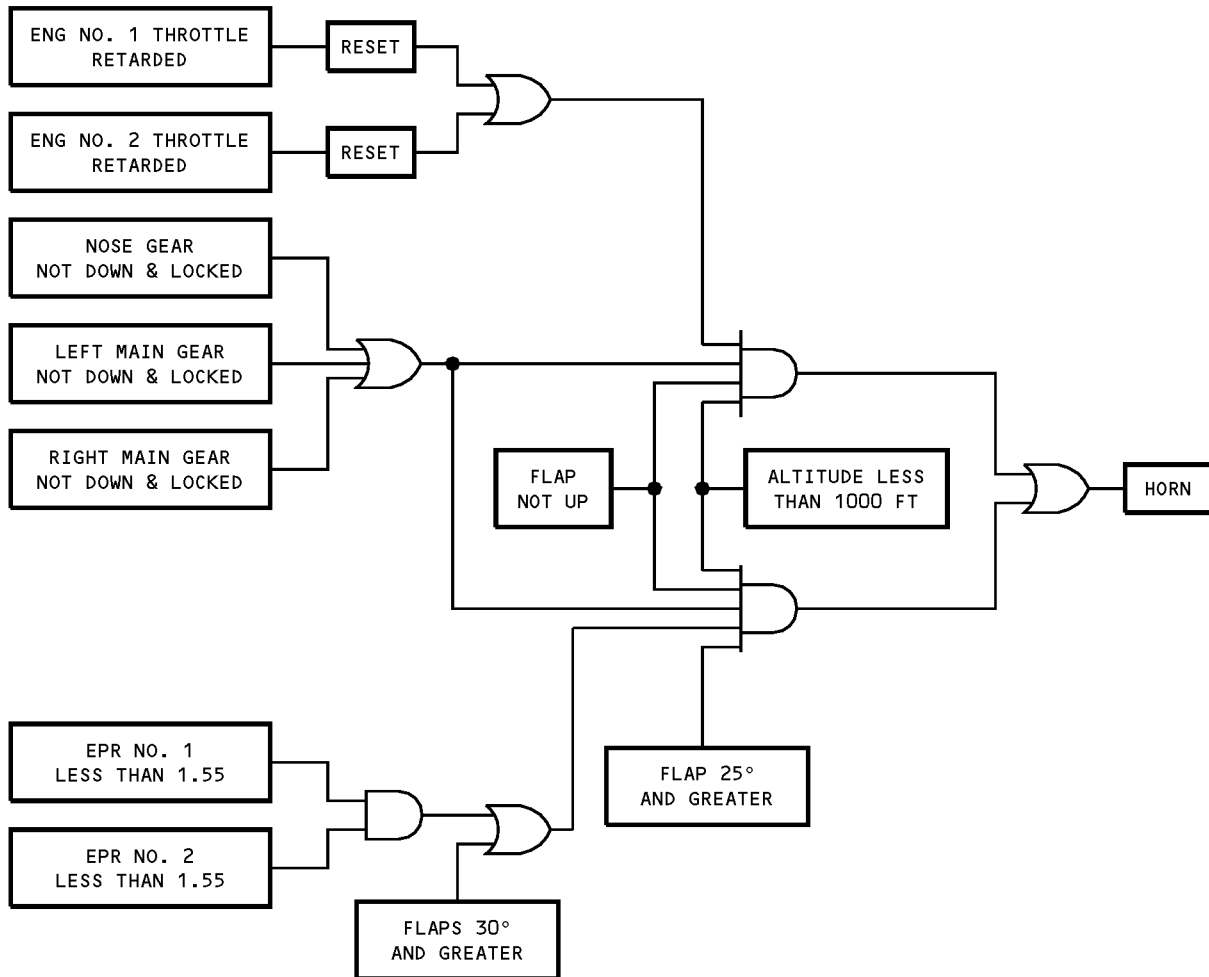 ENG NO. 1 THROTTLE
RETARDED
RESET
ENG NO. 2 THROTTLE
RETARDED
RESET
NOSE GEAR
NOT DOWN & LOCKED
LEFT MAIN GEAR
NOT DOWN & LOCKED
RIGHT MAIN GEAR
NOT DOWN & LOCKED
FLAP
NOT UP
ALTITUDE LESS
THAN 1000 FT
HORN
EPR NO. 1
LESS THAN 1.55
FLAP 25°
AND GREATER
EPR NO. 2
LESS THAN 1.55
FLAPS 30°
AND GREATER